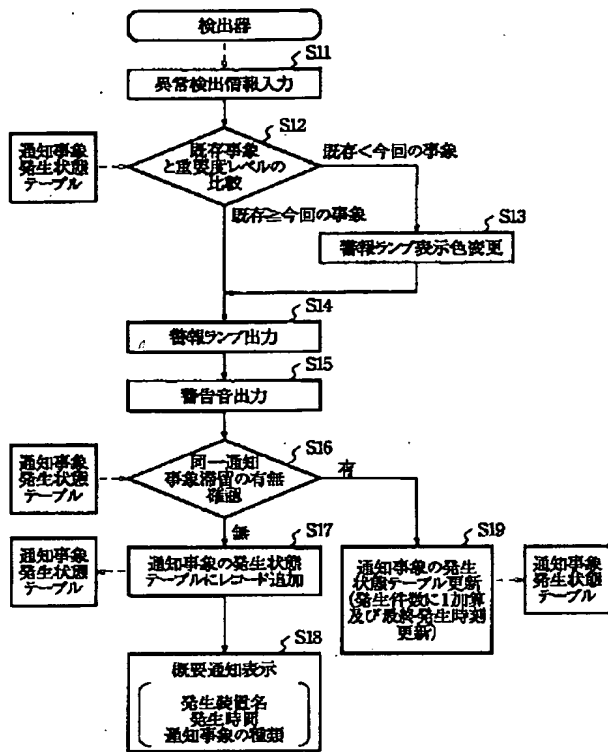 検出器
S11
異常検出情報入力
S12
通知事象
発生状態
テーブル
既存事象
と重要度レベルの
比較
既存<今回の事象
既存≧今回の事象
S13
警報ランプ表示色変更
S14
警報ランプ出力
S15
警告音出力
S16
通知事象
発生状態
テーブル
同一通知
事象滞留の有無
確認
有
無
S17
通知事象
発生状態
テーブル
通知事象の発生状態
テーブルにレコード追加
S19
通知事象の発生
状態テーブル更新
(発生件数に1加算
及び最終発生時刻
更新)
通知事象
発生状態
テーブル
S18
概要通知表示
発生装置名
発生時間
通知事象の種類